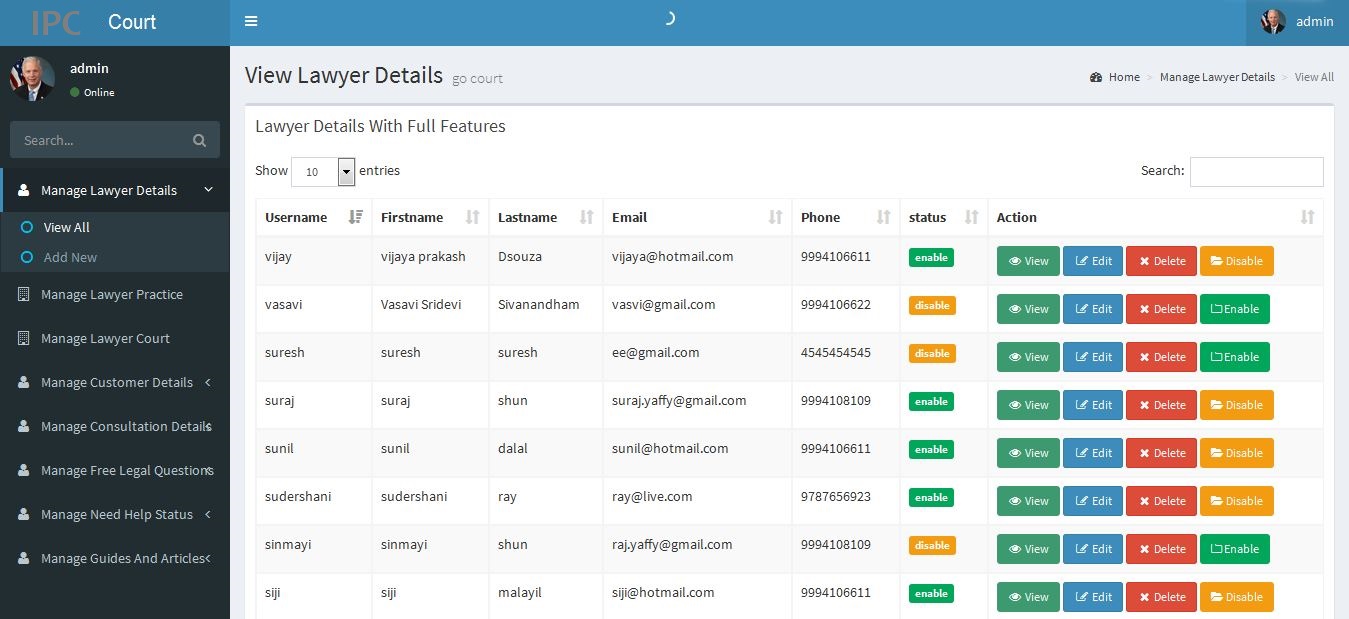 IPC Court
admin
admin
Online
Search...
Manage Lawyer Details
View All
Add New
Manage Lawyer Practice
Manage Lawyer Court
Manage Customer Details
Manage Consultation Details
Manage Free Legal Questions
Manage Need Help Status
Manage Guides And Articles
View Lawyer Details go court
Home > Manage Lawyer Details > View All
Lawyer Details With Full Features
Show 10 entries Search:
Username Firstname Lastname Email Phone status Action
vijay vijaya prakash Dsouza vijaya@hotmail.com 9994106611 enable View Edit Delete Disable
vasavi Vasavi Sridevi Sivanandham vasvi@gmail.com 9994106622 disable View Edit Delete Enable
suresh suresh suresh ee@gmail.com 4545454545 disable View Edit Delete Enable
suraj suraj shun suraj.yaffy@gmail.com 9994108109 enable View Edit Delete Disable
sunil sunil dalal sunil@hotmail.com 9994106611 enable View Edit Delete Disable
sudershani sudershani ray ray@live.com 9787656923 enable View Edit Delete Disable
sinmayi sinmayi shun raj.yaffy@gmail.com 9994108109 disable View Edit Delete Enable
siji siji malayil siji@hotmail.com 9994106611 enable View Edit Delete Disable